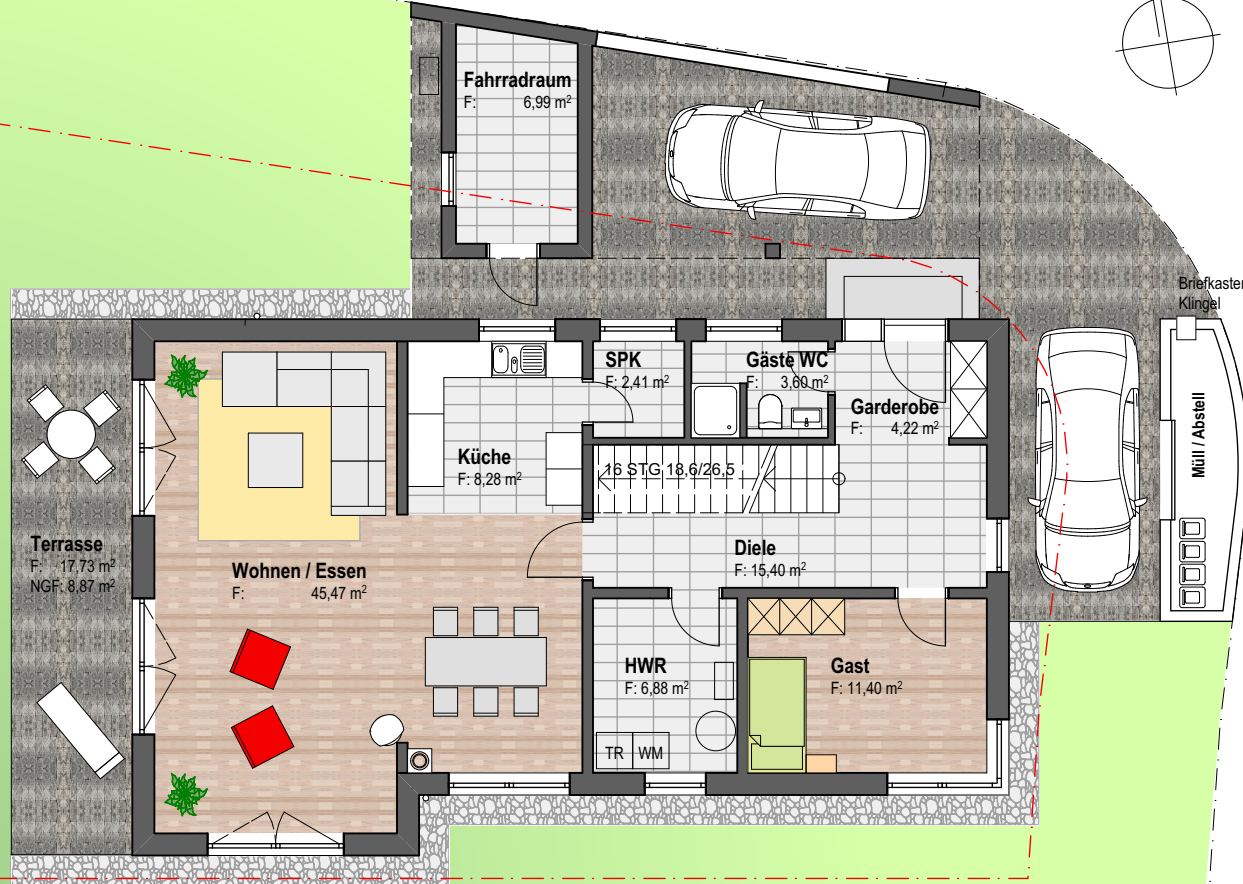 Fahrradraum
F: 6,99 m²
Briefkasten
Klingel
SPK
F: 2,41 m²
Gäste WC
F: 3,60 m²
Garderobe
F: 4,22 m²
Müll / Abstell
Küche
F: 8,28 m²
16 STG 18,6/26,5
Terrasse
F: 17,73 m²
NGF: 8,87 m²
Wohnen / Essen
F: 45,47 m²
Diele
F: 15,40 m²
HWR
F: 6,88 m²
Gast
F: 11,40 m²
TR WM